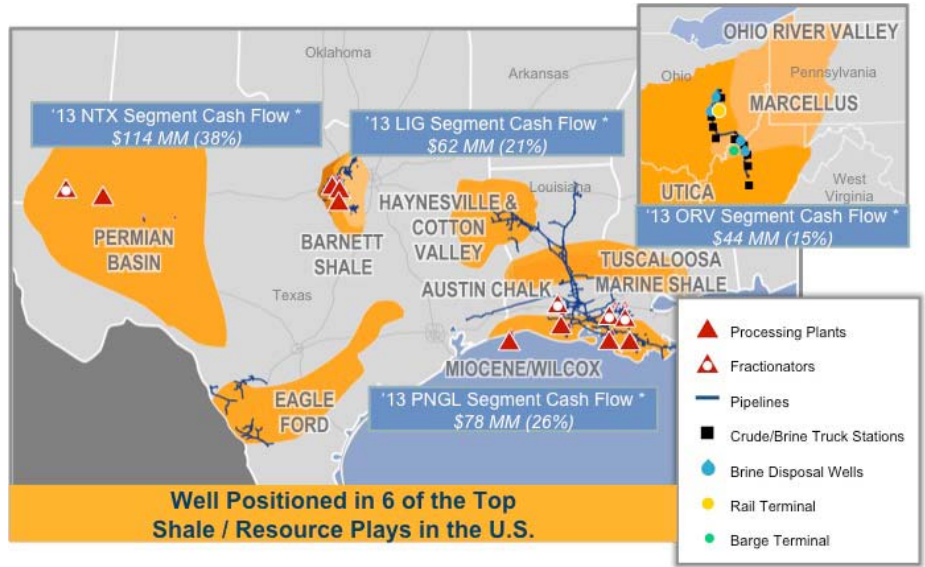 Oklahoma
Arkansas
'13 NTX Segment Cash Flow *
$114 MM (38%)
'13 LIG Segment Cash Flow *
$62 MM (21%)
OHIO RIVER VALLEY
Ohio
Pennsylvania
MARCELLUS
UTICA
West
Virginia
'13 ORV Segment Cash Flow *
$44 MM (15%)
PERMIAN
BASIN
BARNETT
SHALE
HAYNESVILLE &
COTTON
VALLEY
Louisiana
Texas
AUSTIN CHALK
TUSCALOOSA
MARINE SHALE
MIOCENE/WILCOX
EAGLE
FORD
'13 PNGL Segment Cash Flow *
$78 MM (26%)
Processing Plants
Fractionators
Pipelines
Crude/Brine Truck Stations
Brine Disposal Wells
Rail Terminal
Barge Terminal
Well Positioned in 6 of the Top
Shale / Resource Plays in the U.S.